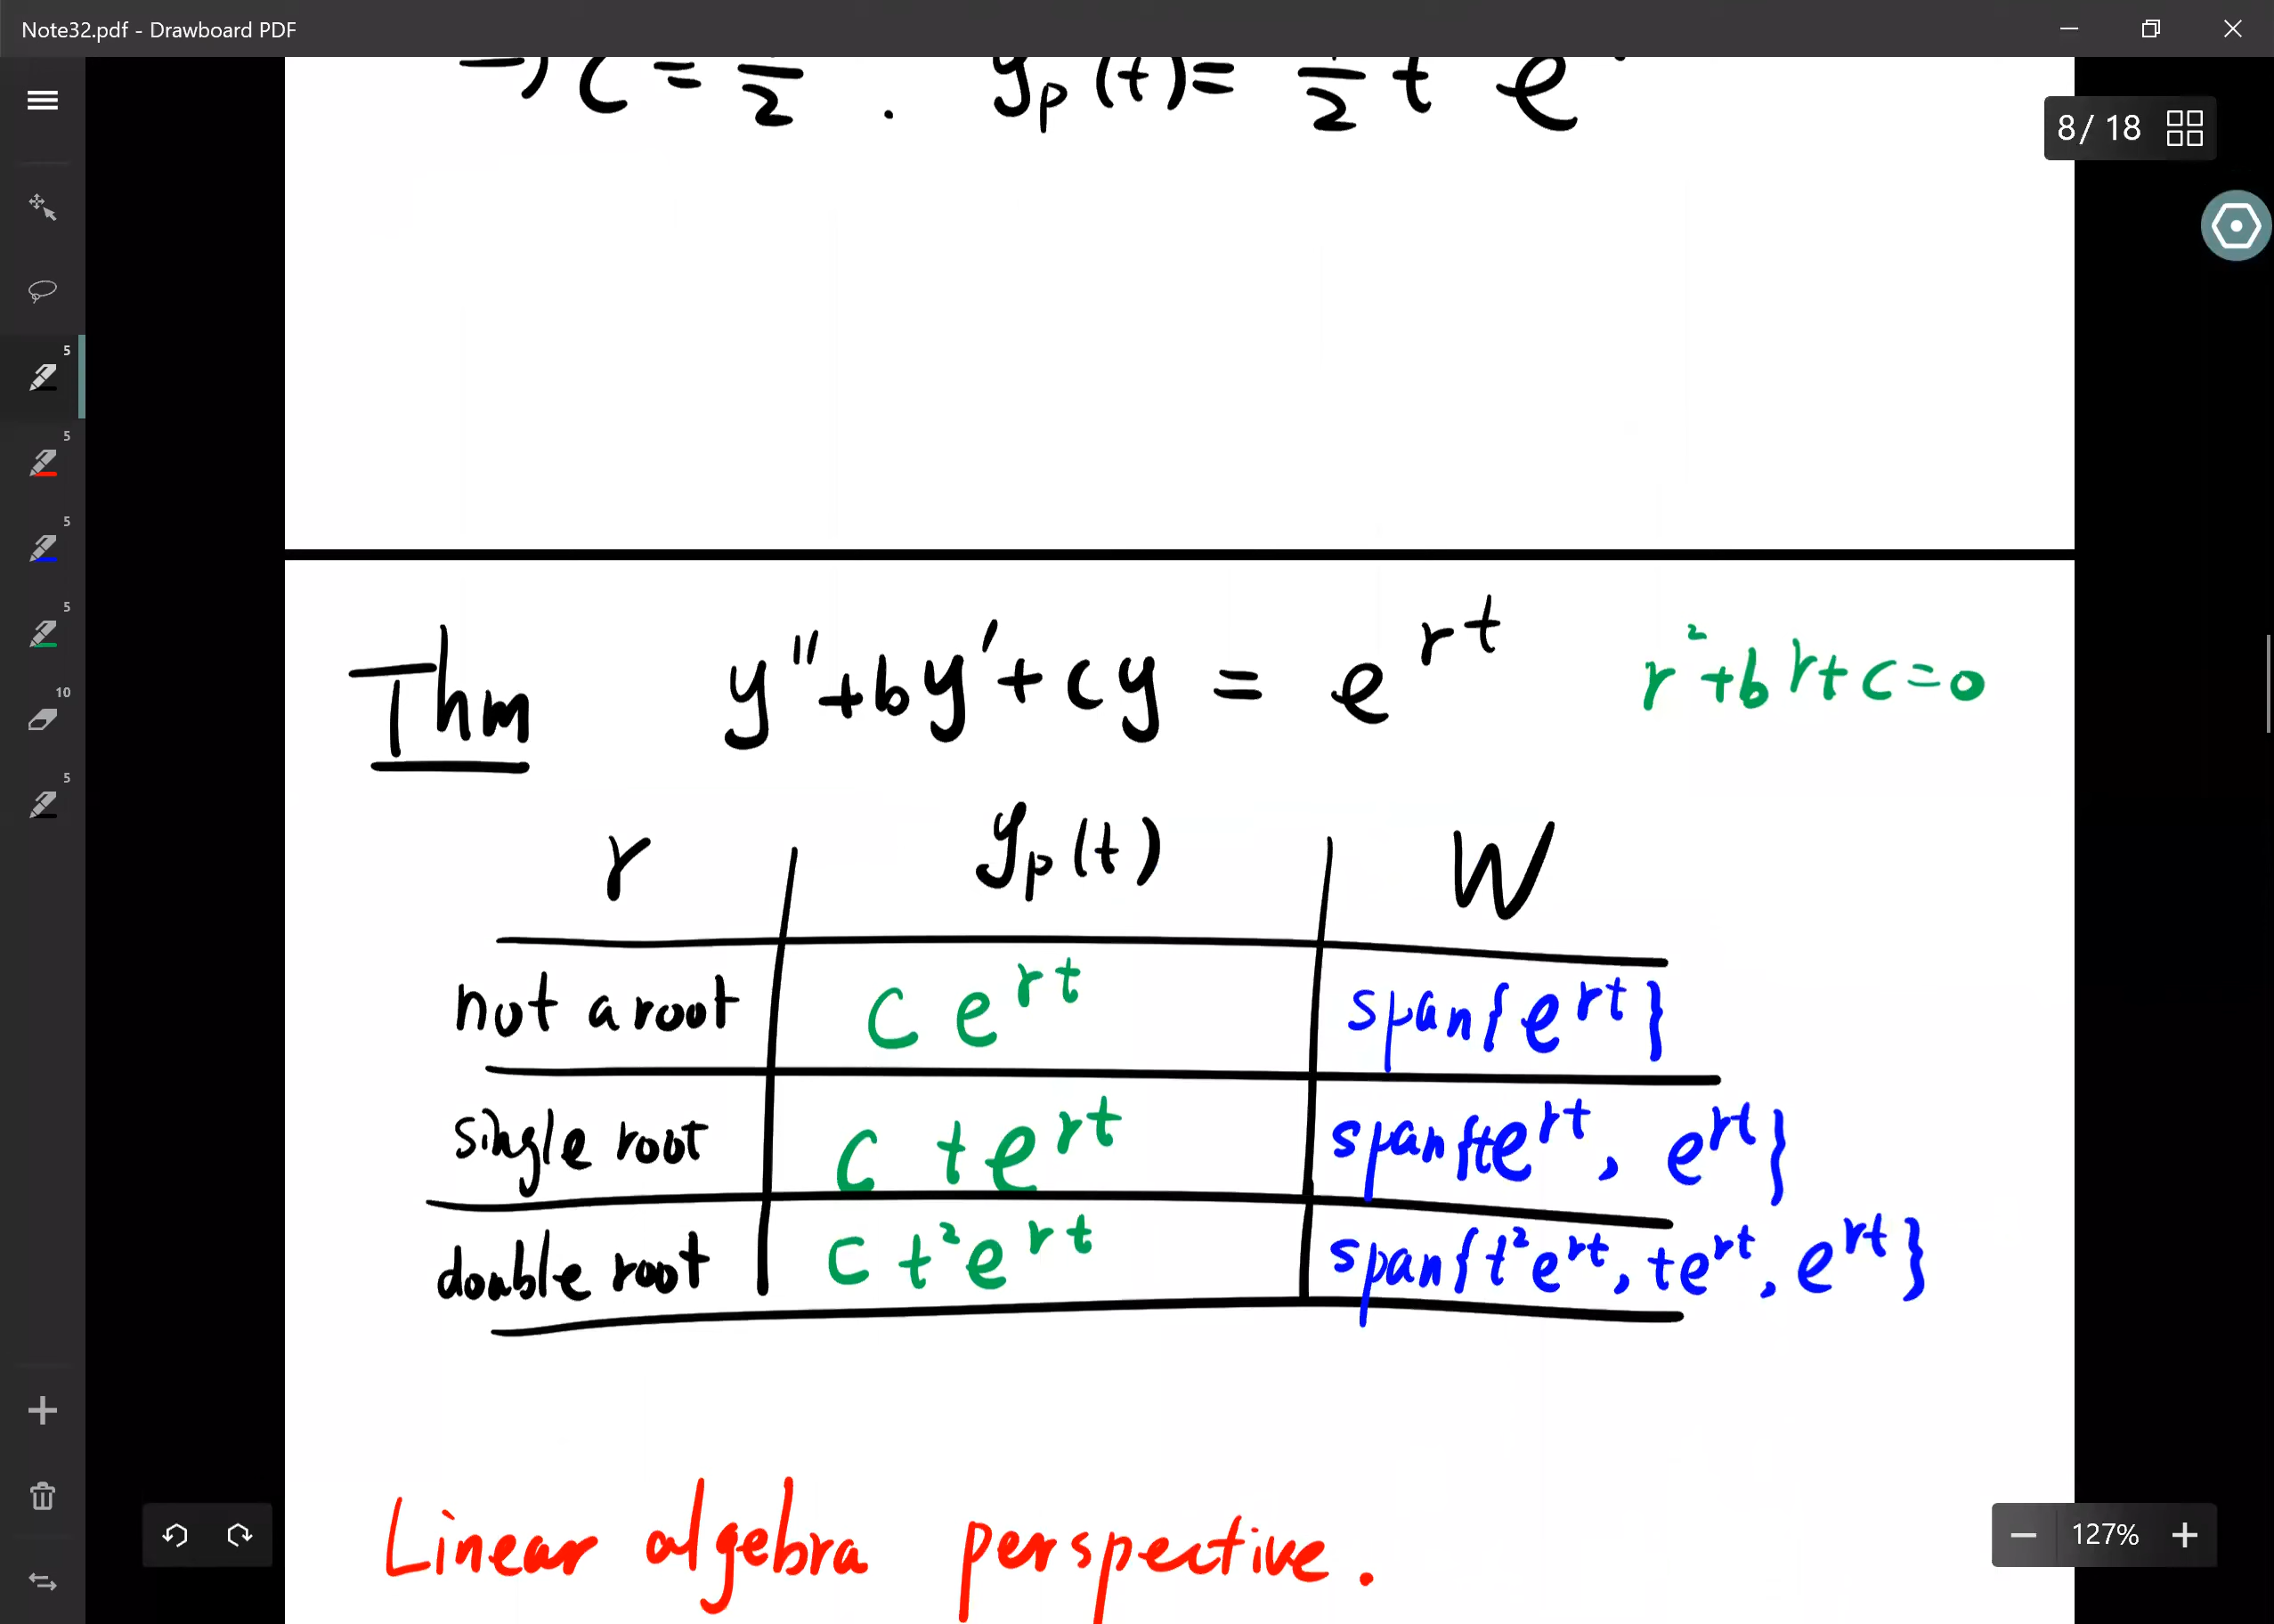 Note32.pdf - Drawboard PDF
→ C = 1/2 . yp(t) = 1/2 t e
8/ 18
5
5
5
5
10
5
Thm y'' + by' + cy = e^{rt} r² + br + c = 0
r yp(t) W
not a root C e^{rt} span{e^{rt}}
single root C t e^{rt} span{te^{rt}, e^{rt}}
double root C t² e^{rt} span{t²e^{rt}, te^{rt}, e^{rt}}
Linear algebra perspective.
127%